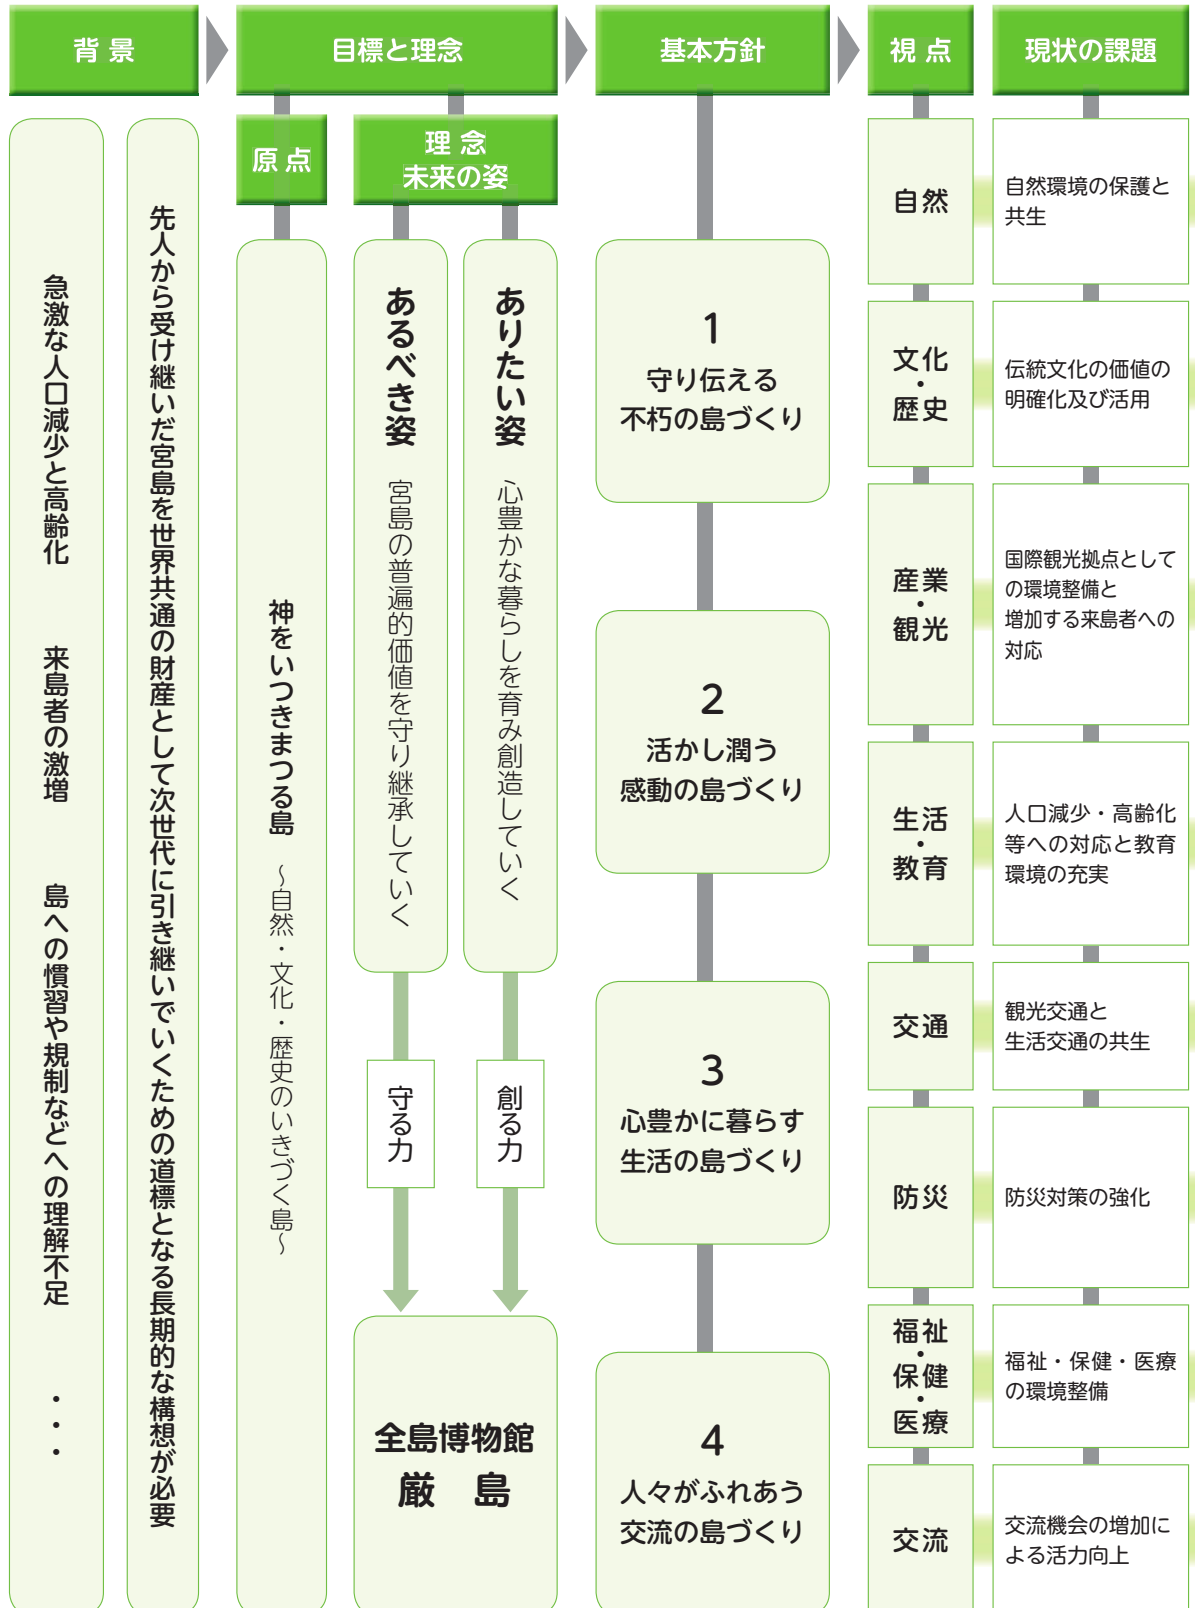 背景
目標と理念
基本方針
視点
現状の課題
急激な人口減少と高齢化
来島者の激増
島への慣習や規制などへの理解不足
・・・
先人から受け継いだ宮島を世界共通の財産として次世代に引き継いでいくための道標となる長期的な構想が必要
原点
神をいつきまつる島 ～自然・文化・歴史のいきづく島～
理念
未来の姿
あるべき姿 宮島の普遍的価値を守り継承していく
ありたい姿 心豊かな暮らしを育み創造していく
守る力
創る力
全島博物館
厳 島
1
守り伝える
不朽の島づくり
2
活かし潤う
感動の島づくり
3
心豊かに暮らす
生活の島づくり
4
人々がふれあう
交流の島づくり
自然
自然環境の保護と
共生
文化
・
歴史
伝統文化の価値の
明確化及び活用
産業
・
観光
国際観光拠点として
の環境整備と
増加する来島者への
対応
生活
・
教育
人口減少・高齢化
等への対応と教育
環境の充実
交通
観光交通と
生活交通の共生
防災
防災対策の強化
福祉
・
保健
・
医療
福祉・保健・医療
の環境整備
交流
交流機会の増加に
よる活力向上